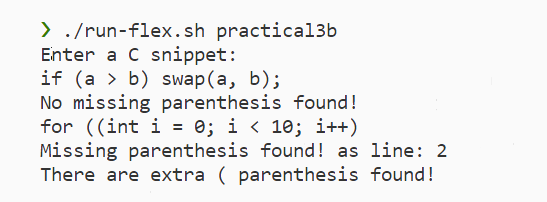 ❯ ./run-flex.sh practical3b
Enter a C snippet:
if (a > b) swap(a, b);
No missing parenthesis found!
for ((int i = 0; i < 10; i++)
Missing parenthesis found! as line: 2
There are extra ( parenthesis found!